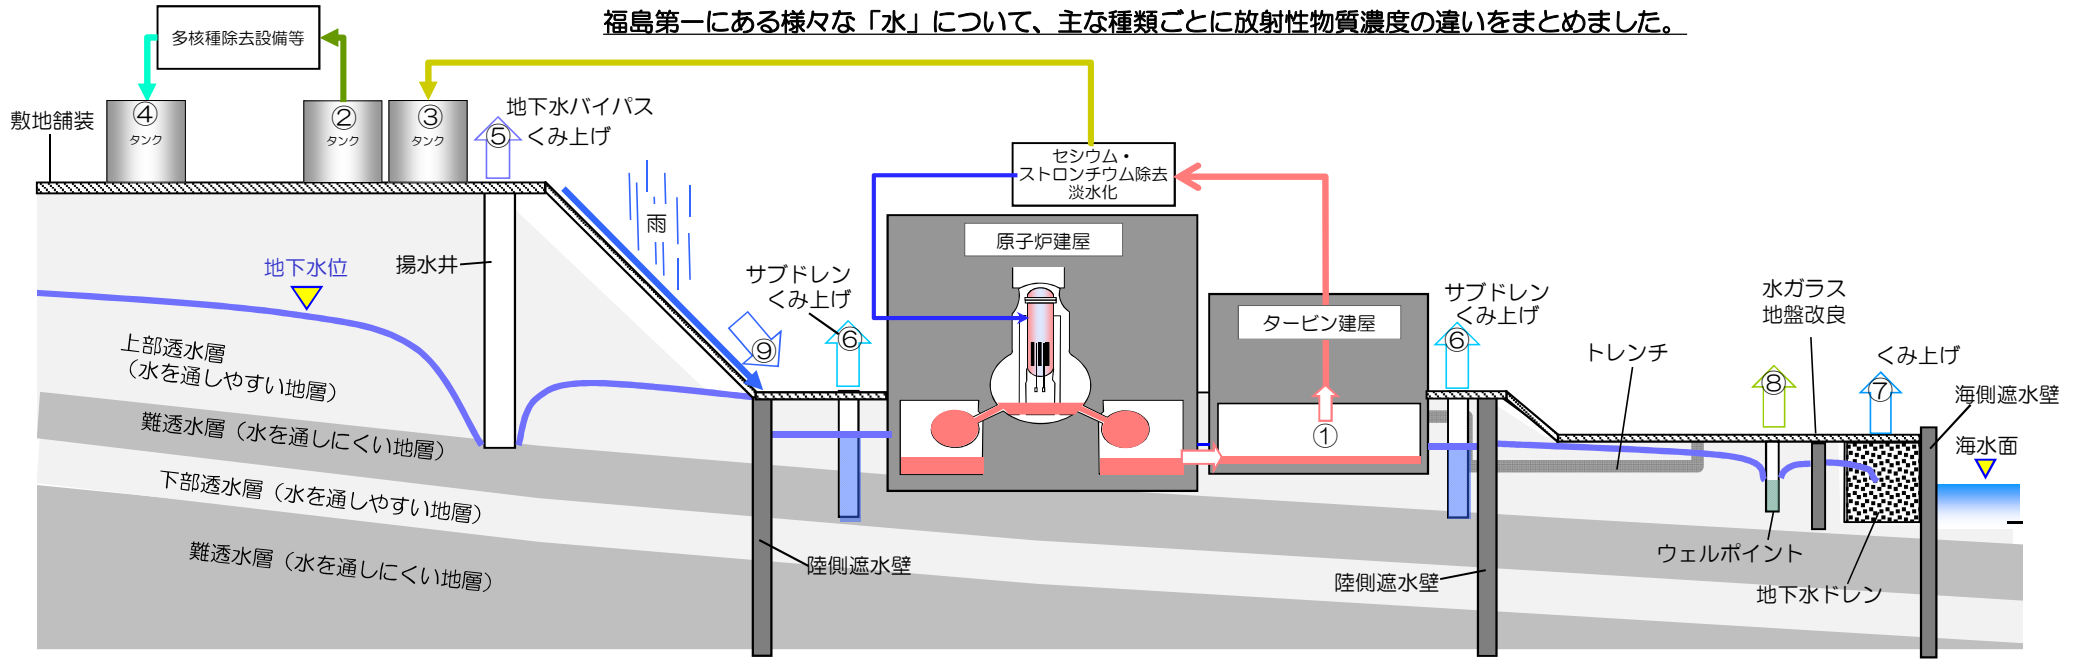 福島第一にある様々な「水」について、主な種類ごとに放射性物質濃度の違いをまとめました。
多核種除去設備等
敷地舗装
④
タンク
②
タンク
③
タンク
⑤
地下水バイパス
くみ上げ
雨
セシウム・
ストロンチウム除去
淡水化
原子炉建屋
タービン建屋
地下水位
揚水井
サブドレン
くみ上げ
⑥
⑨
①
サブドレン
くみ上げ
⑥
トレンチ
水ガラス
地盤改良
⑧
くみ上げ
⑦
海側遮水壁
海水面
上部透水層
（水を通しやすい地層）
難透水層（水を通しにくい地層）
下部透水層（水を通しやすい地層）
難透水層（水を通しにくい地層）
陸側遮水壁
陸側遮水壁
ウェルポイント
地下水ドレン